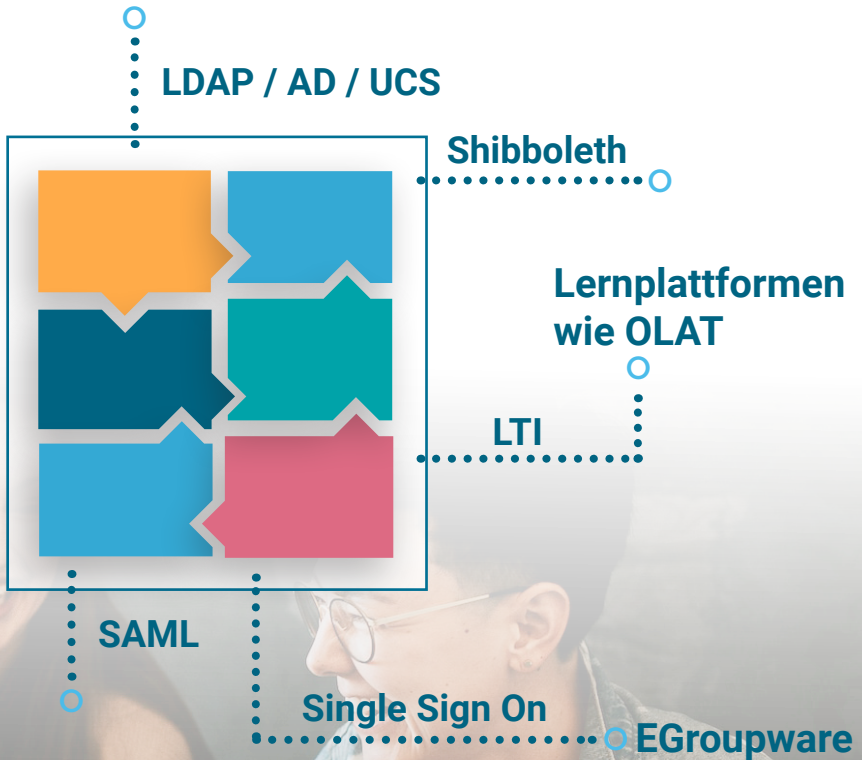 LDAP / AD / UCS
Shibboleth
Lernplattformen
wie OLAT
LTI
SAML
Single Sign On
EGroupware